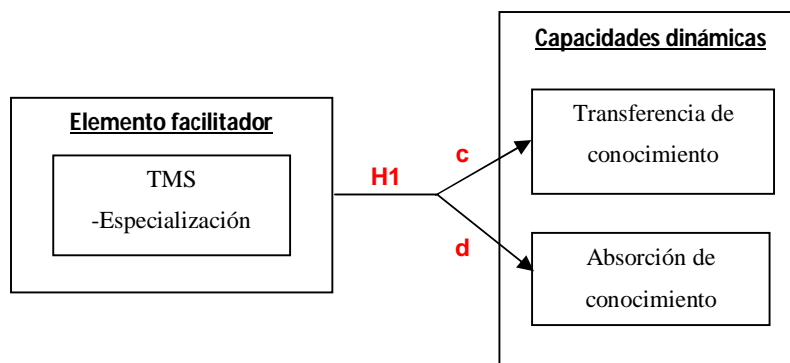 Elemento facilitador
TMS
-Especialización
H1
c
d
Capacidades dinámicas
Transferencia de
conocimiento
Absorción de
conocimiento